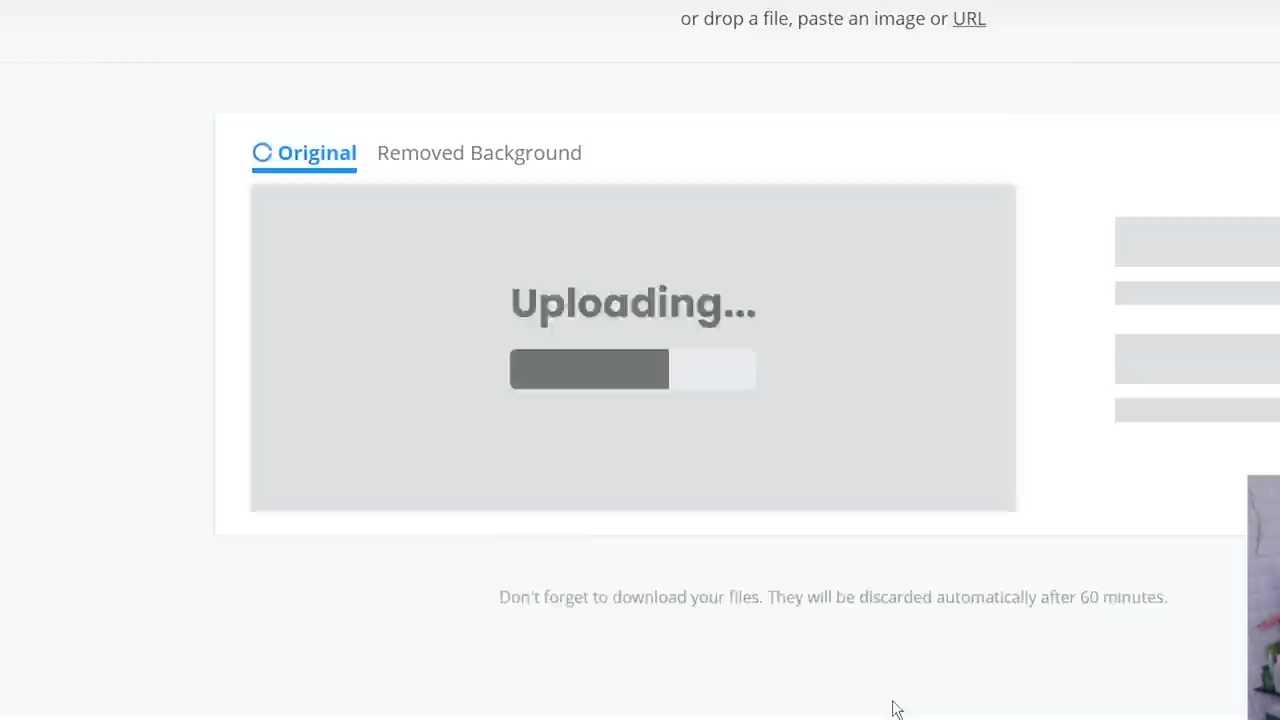 or drop a file, paste an image or URL
Original Removed Background
Uploading...
Don't forget to download your files. They will be discarded automatically after 60 minutes.